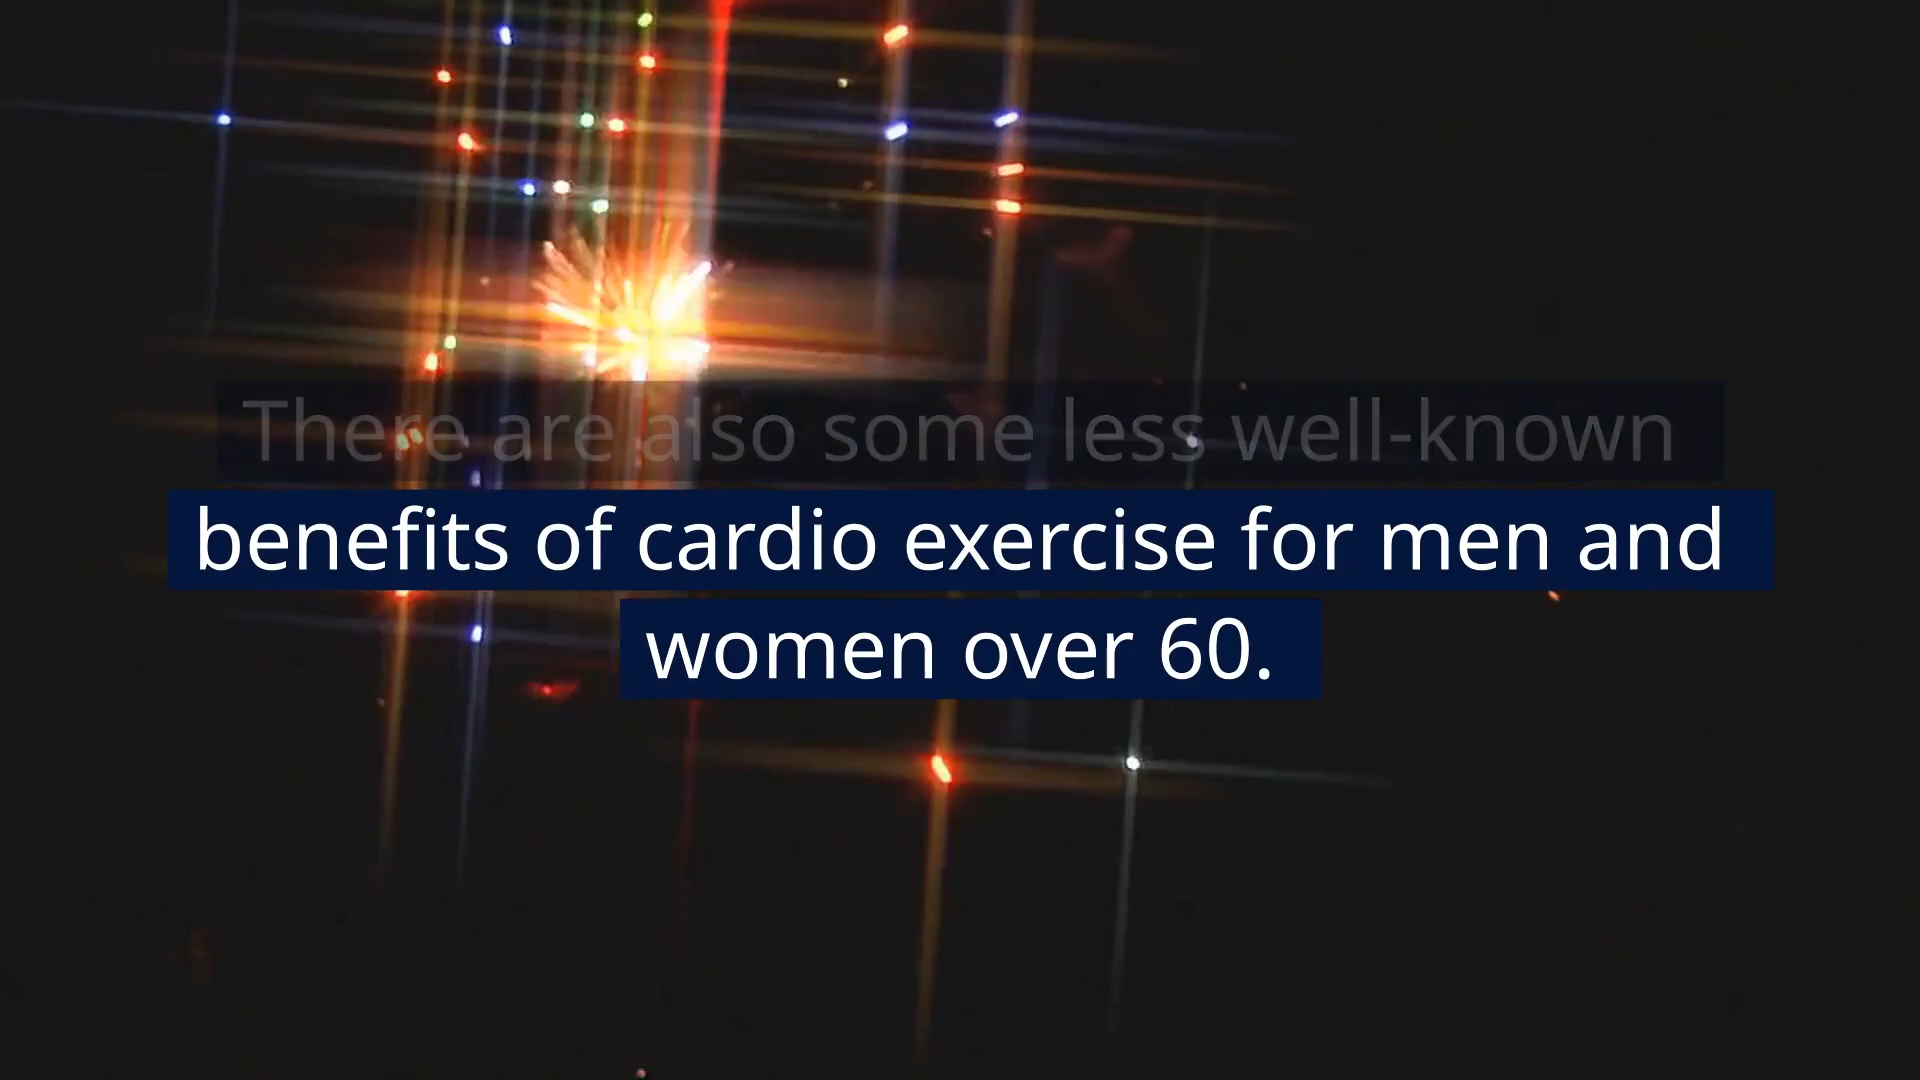 There are also some less well-known
benefits of cardio exercise for men and
women over 60.